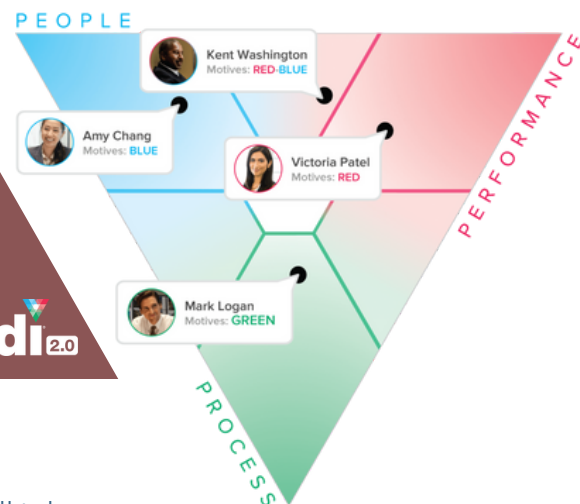 PEOPLE
Kent Washington
Motives: RED-BLUE
PERFORMANCE
Amy Chang
Motives: BLUE
Victoria Patel
Motives: RED
Mark Logan
Motives: GREEN
di 2.0
PROCESS